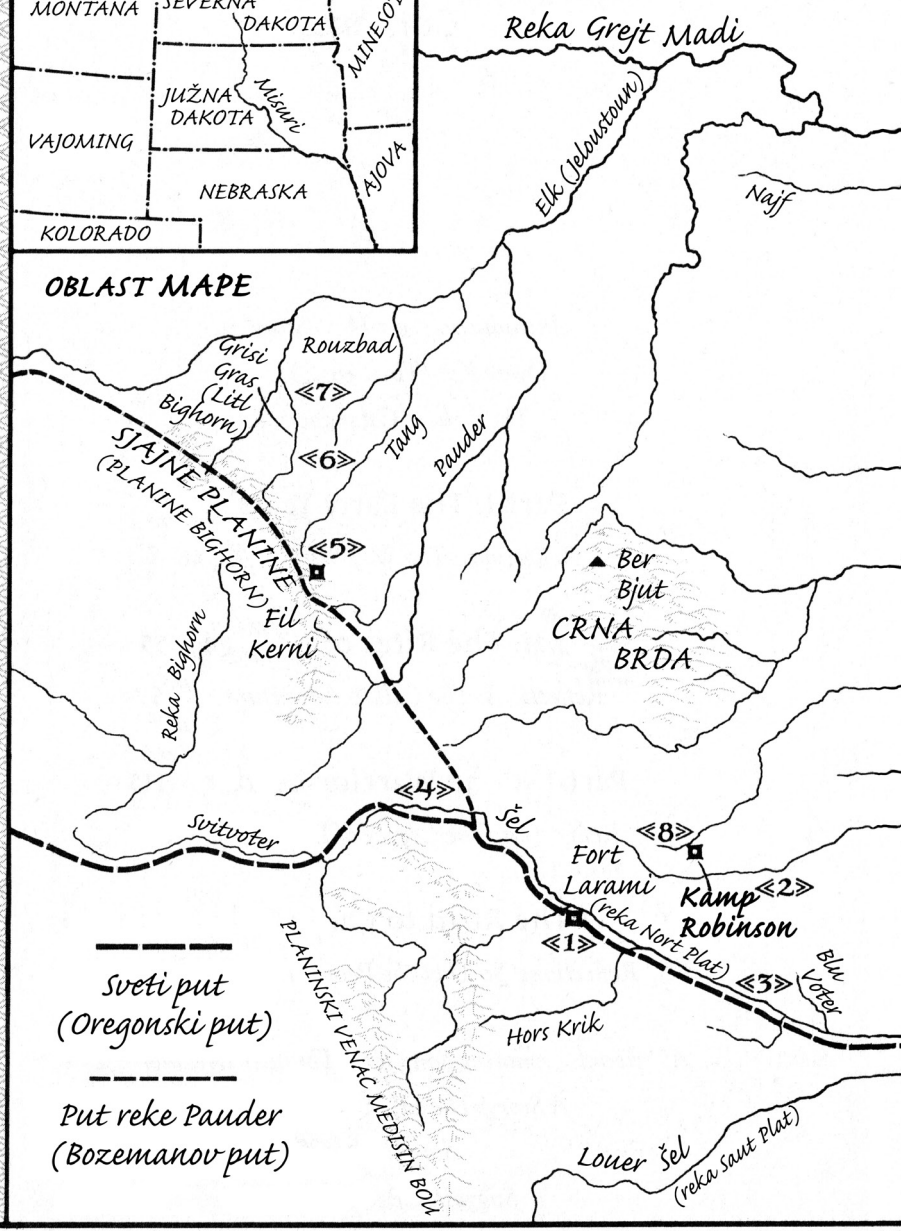 MONTANA
SEVERNA
DAKOTA
MINESOT
JUŽNA
DAKOTA
Misuri
VAJOMING
NEBRASKA
AJOVA
KOLORADO
OBLAST MAPE
Reka Grejt Madi
Elk (Jeloustoun)
Najf
Grisi
Gras
(Litl
Bighorn)
Rouzbad
«7»
«6»
Tang
Pauder
SJAJNE PLANINE
(PLANINE BIGHORN)
«5»
Fil
Kerni
Reka Bighorn
Ber
Bjut
CRNA
BRDA
«4»
Šel
Svitvoter
«8»
Fort
Larami
(reka Nort Plat)
Kamp
Robinson
«2»
«1»
«3»
Blu
Voter
Hors Krik
PLANINSKI VENAC MEDISIN BOU
Sveti put
(Oregonski put)
Put reke Pauder
(Bozemanov put)
Louer Šel
(reka Saut Plat)